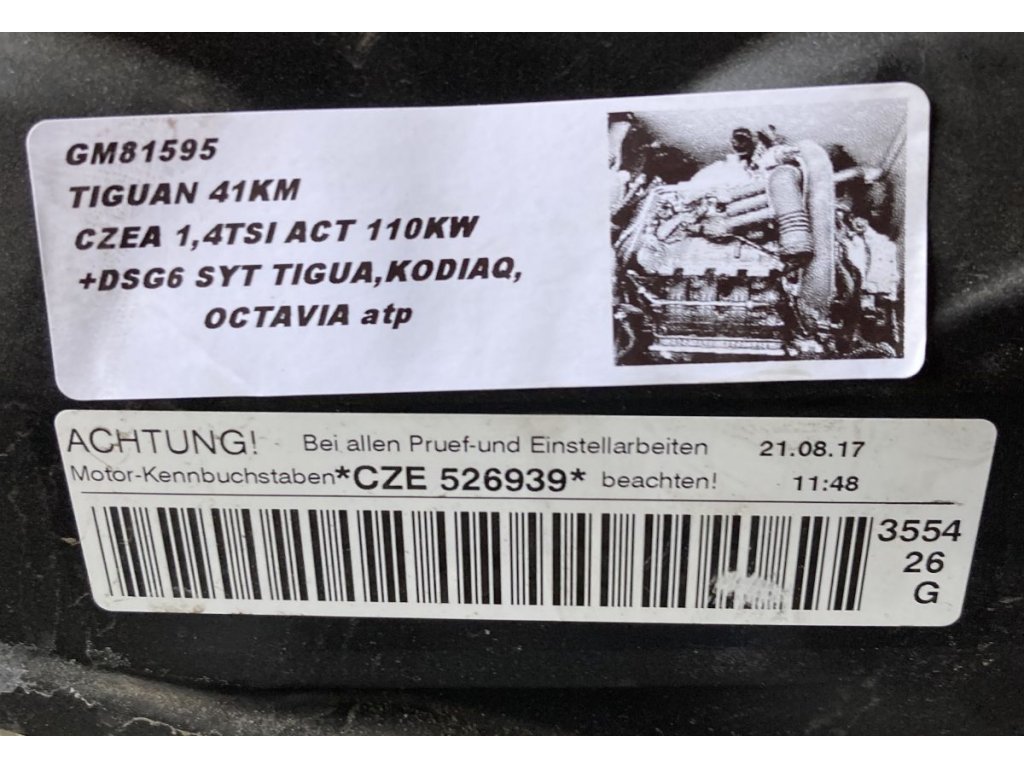 GM81595
TIGUAN 41KM
CZEA 1,4TSI ACT 110KW
+DSG6 SYT TIGUA,KODIAQ,
OCTAVIA atp
ACHTUNG! Bei allen Pruef-und Einstellarbeiten 21.08.17
Motor-Kennbuchstaben*CZE 526939* beachten! 11:48
3554
26
G